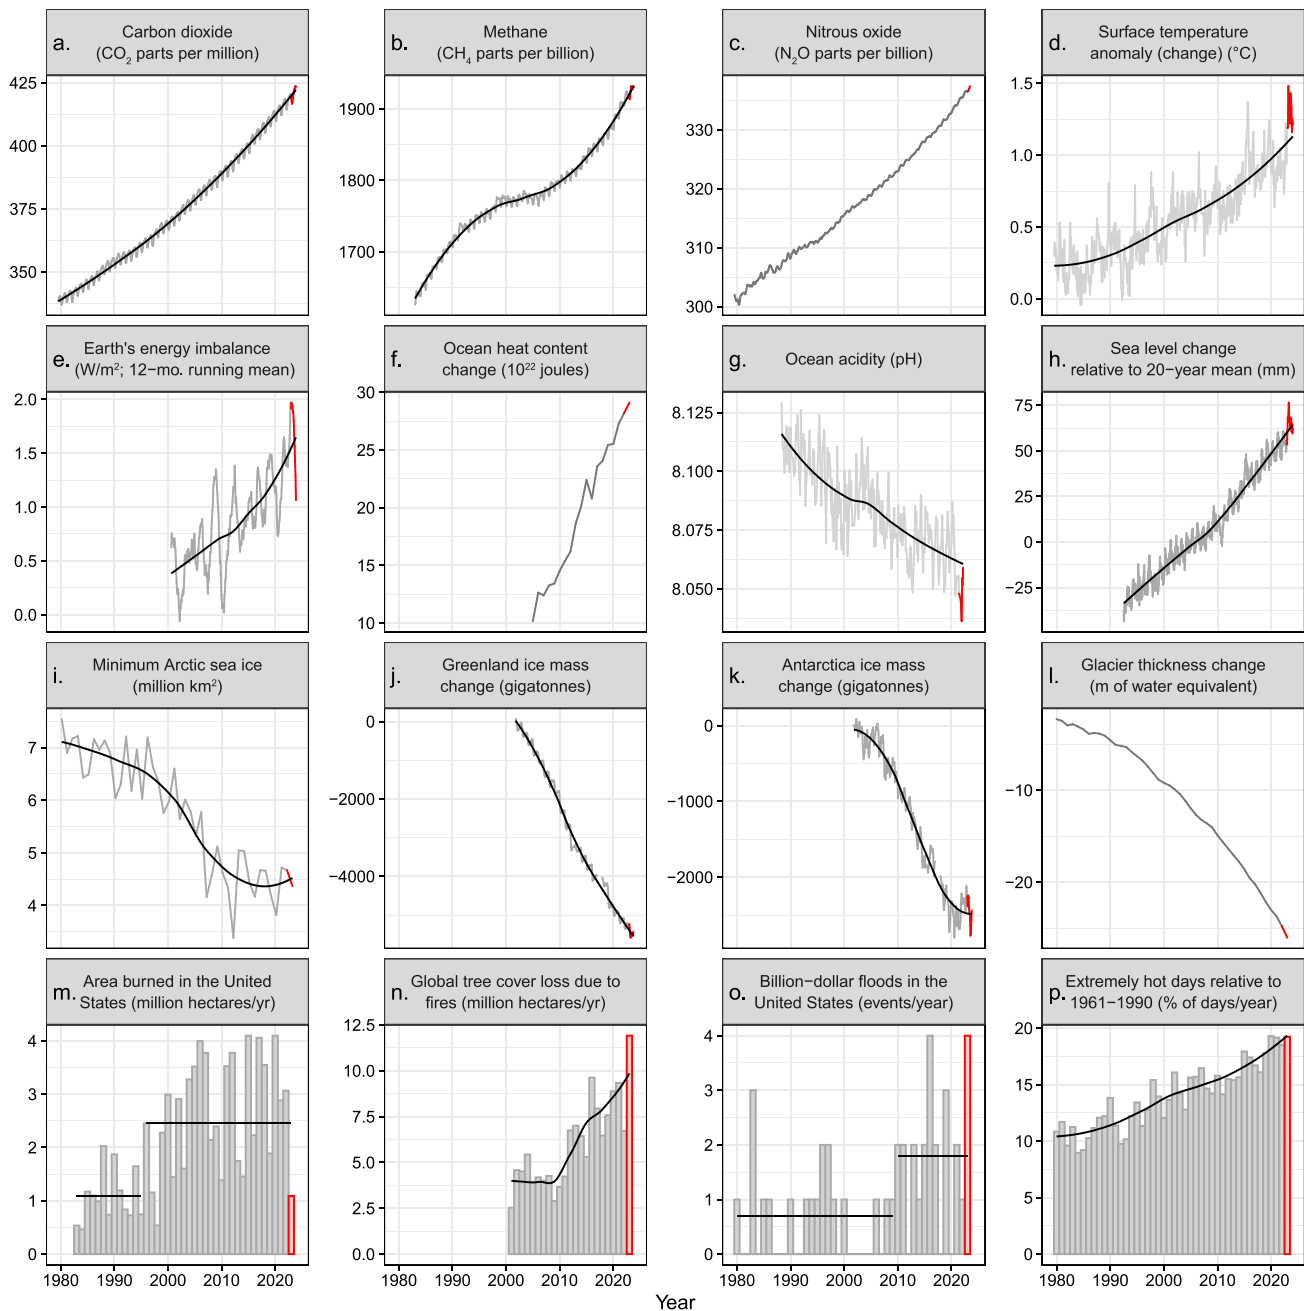 a. Carbon dioxide
(CO₂ parts per million)
b. Methane
(CH₄ parts per billion)
c. Nitrous oxide
(N₂O parts per billion)
d. Surface temperature
anomaly (change) (°C)
425
400
375
350
1900
1800
1700
330
320
310
300
1.5
1.0
0.5
0.0
e. Earth's energy imbalance
(W/m²; 12−mo. running mean)
f. Ocean heat content
change (10²² joules)
g. Ocean acidity (pH)
h. Sea level change
relative to 20−year mean (mm)
2.0
1.5
1.0
0.5
0.0
30
25
20
15
10
8.125
8.100
8.075
8.050
75
50
25
0
−25
i. Minimum Arctic sea ice
(million km²)
j. Greenland ice mass
change (gigatonnes)
k. Antarctica ice mass
change (gigatonnes)
l. Glacier thickness change
(m of water equivalent)
7
6
5
4
0
−2000
−4000
0
−1000
−2000
−10
−20
m. Area burned in the United
States (million hectares/yr)
n. Global tree cover loss due to
fires (million hectares/yr)
o. Billion−dollar floods in the
United States (events/year)
p. Extremely hot days relative to
1961−1990 (% of days/year)
4
3
2
1
0
12.5
10.0
7.5
5.0
2.5
0.0
4
3
2
1
0
20
15
10
5
0
1980 1990 2000 2010 2020
1980 1990 2000 2010 2020
1980 1990 2000 2010 2020
1980 1990 2000 2010 2020
Year